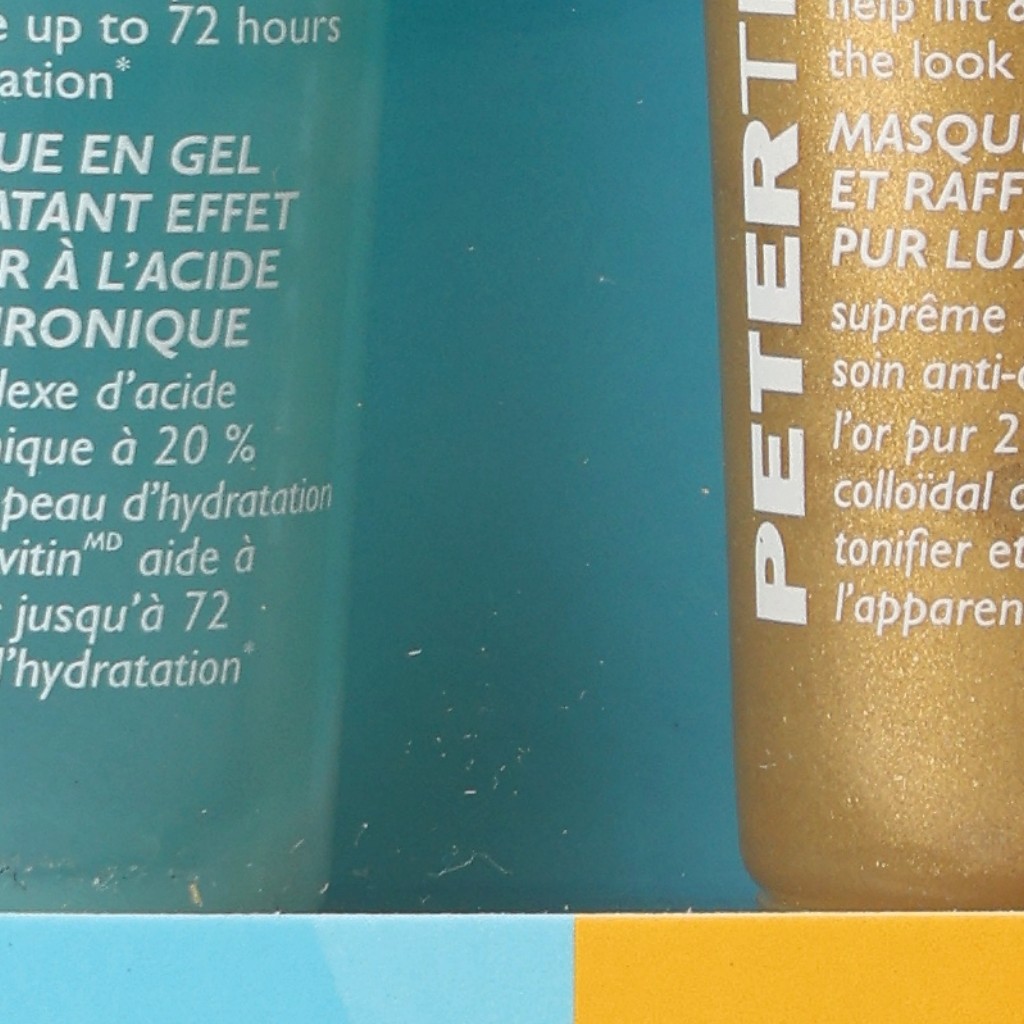 up to 72 hours
ation*
UE EN GEL
ATANT EFFET
R À L'ACIDE
RONIQUE
lexe d'acide
ique à 20 %
peau d'hydratation
vitinMD aide à
jusqu'à 72
d'hydratation*
PETERT
help lift &
the look
MASQU
ET RAFF
PUR LUX
suprême
soin anti-
l'or pur 2
colloïdal
tonifier et
l'apparen